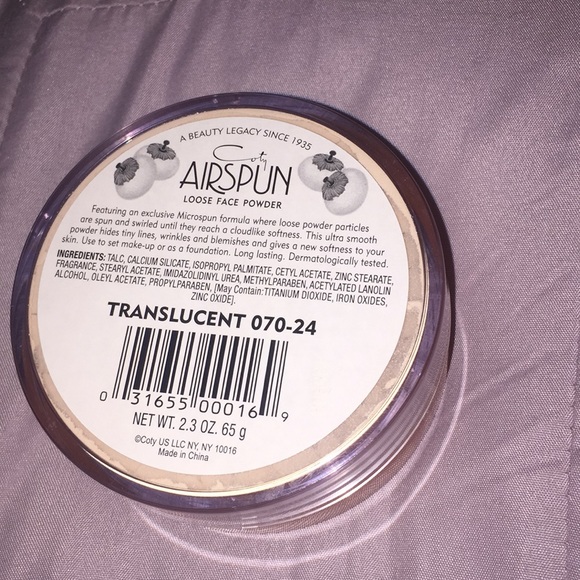 A BEAUTY LEGACY SINCE 1935
Coty
AIRSPUN
LOOSE FACE POWDER
Featuring an exclusive Microspun formula where loose powder particles
are spun and swirled until they reach a cloudlike softness. This ultra smooth
powder hides tiny lines, wrinkles and blemishes and gives a new softness to your
skin. Use to set make-up or as a foundation. Long lasting. Dermatologically tested.
INGREDIENTS: TALC, CALCIUM SILICATE, ISOPROPYL PALMITATE, CETYL ACETATE, ZINC STEARATE,
FRAGRANCE, STEARYL ACETATE, IMIDAZOLIDINYL UREA, METHYLPARABEN, ACETYLATED LANOLIN
ALCOHOL, OLEYL ACETATE, PROPYLPARABEN, [May Contain: TITANIUM DIOXIDE, IRON OXIDES,
ZINC OXIDE].
TRANSLUCENT 070-24
0 31655 00016 9
NET WT. 2.3 OZ. 65 g
©Coty US LLC NY, NY 10016
Made in China